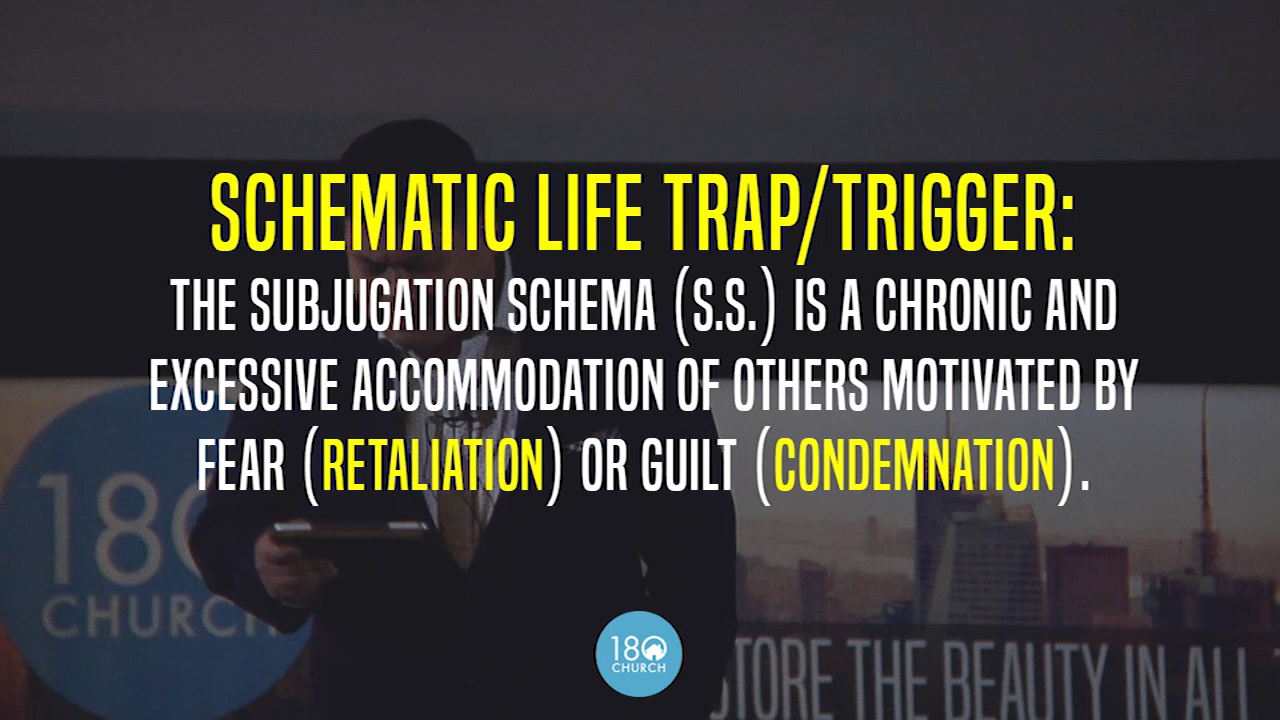 SCHEMATIC LIFE TRAP/TRIGGER:
THE SUBJUGATION SCHEMA (S.S.) IS A CHRONIC AND
EXCESSIVE ACCOMMODATION OF OTHERS MOTIVATED BY
FEAR (RETALIATION) OR GUILT (CONDEMNATION).
180
CHURCH
180
CHURCH
STORE THE BEAUTY IN ALL